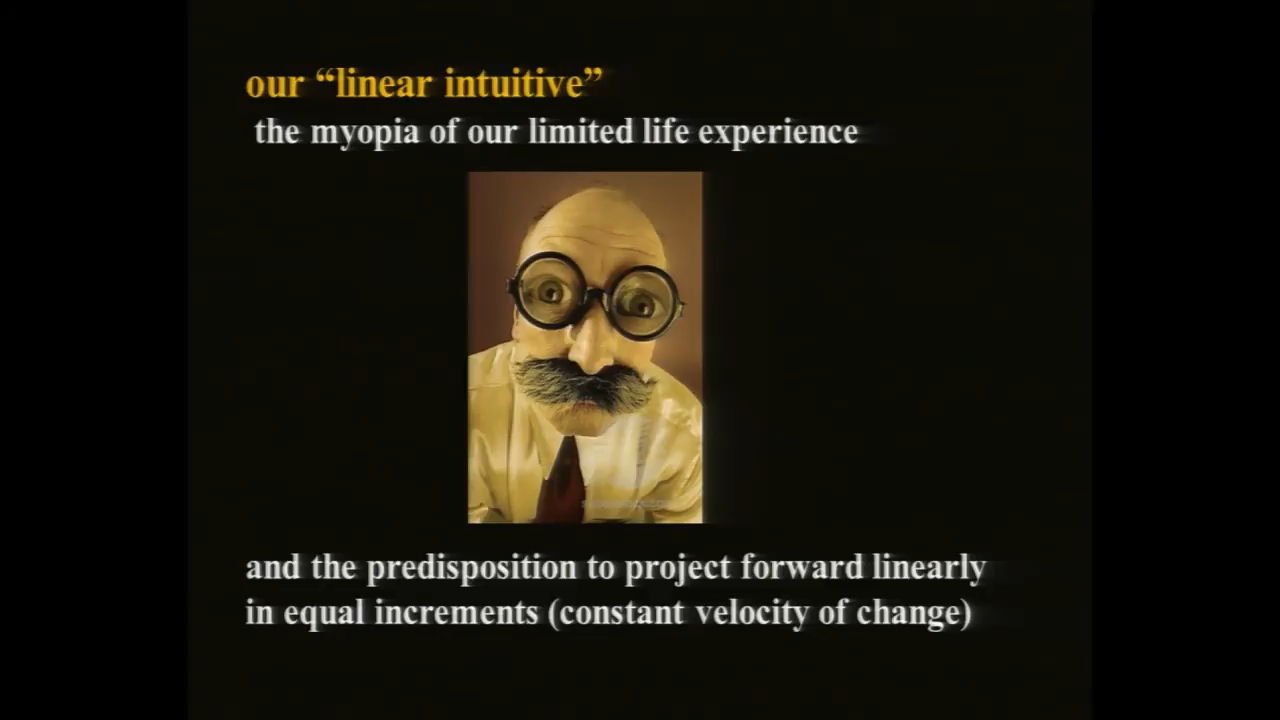 our “linear intuitive”
the myopia of our limited life experience
and the predisposition to project forward linearly
in equal increments (constant velocity of change)